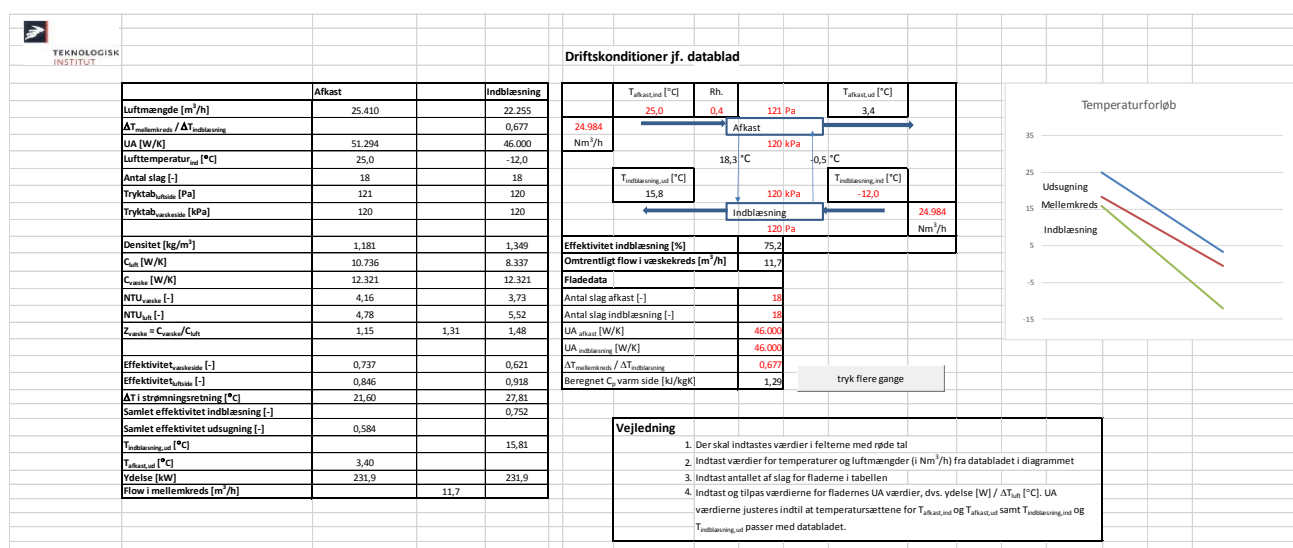 TEKNOLOGISK
INSTITUT
Driftskonditioner jf. datablad
Afkast Indblæsning
Luftmængde [m³/h] 25.410 22.255
ΔTmellemkreds / ΔTindblæsning 0,677
UA [W/K] 51.294 46.000
Lufttemperaturind [°C] 25,0 -12,0
Antal slag [-] 18 18
Tryktabluftside [Pa] 121 120
Tryktabvæskeside [kPa] 120 120
Densitet [kg/m³] 1,181 1,349
Cluft [W/K] 10.736 8.337
Cvæske [W/K] 12.321 12.321
NTUvæske [-] 4,16 3,73
NTUluft [-] 4,78 5,52
Zvæske = Cvæske/Cluft 1,15 1,31 1,48
Effektivitetvæskeside [-] 0,737 0,621
Effektivitetluftside [-] 0,846 0,918
ΔT i strømningsretning [°C] 21,60 27,81
Samlet effektivitet indblæsning [-] 0,752
Samlet effektivitet udsugning [-] 0,584
Tindblæsning,ud [°C] 15,81
Tafkast,ud [°C] 3,40
Ydelse [kW] 231,9 231,9
Flow i mellemkreds [m³/h] 11,7
Tafkast,ind [°C] Rh. Tafkast,ud [°C]
25,0 0,4 121 Pa 3,4
24.984 Afkast
Nm³/h 120 kPa
18,3 °C -0,5 °C
Tindblæsning,ud [°C] Tindblæsning,ind [°C]
15,8 120 kPa -12,0
Indblæsning 24.984
120 Pa Nm³/h
Effektivitet indblæsning [%] 75,2
Omtrentligt flow i væskekreds [m³/h] 11,7
Fladedata
Antal slag afkast [-] 18
Antal slag indblæsning [-] 18
UA afkast [W/K] 46.000
UA indblæsning [W/K] 46.000
ΔTmellemkreds / ΔTindblæsning 0,677
Beregnet Cp varm side [kJ/kgK] 1,29
tryk flere gange
Temperaturforløb
35
25
15
5
-5
-15
Udsugning
Mellemkreds
Indblæsning
Vejledning
1. Der skal indtastes værdier i felterne med røde tal
2. Indtast værdier for temperaturer og luftmængder (i Nm³/h) fra databladet i diagrammet
3. Indtast antallet af slag for fladerne i tabellen
4. Indtast og tilpas værdierne for fladernes UA værdier, dvs. ydelse [W] / ΔTluft [°C]. UA
værdierne justeres indtil at temperatursættene for Tafkast,ind og Tafkast,ud samt Tindblæsning,ind og
Tindblæsning,ud passer med databladet.